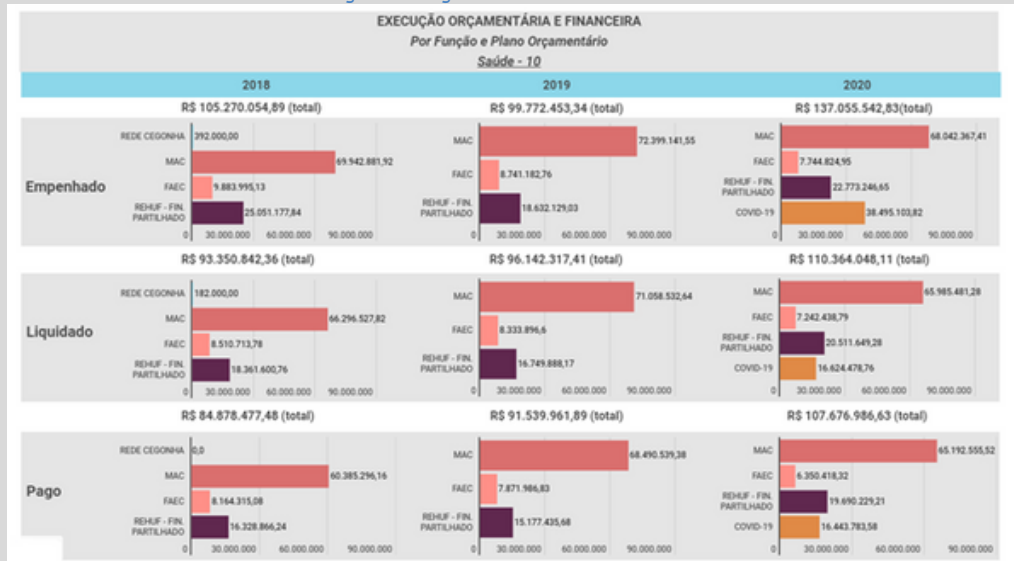 EXECUÇÃO ORÇAMENTÁRIA E FINANCEIRA
Por Função e Plano Orçamentário
Saúde - 10
2018 2019 2020
R$ 105.270.054,89 (total) R$ 99.772.453,34 (total) R$ 137.055.542,83(total)
Empenhado
REDE CEGONHA 392.000,00
MAC 69.942.881,92
FAEC 9.883.995,13
REHUF - FIN.
PARTILHADO 25.051.177,84
0 30.000.000 60.000.000 90.000.000
MAC 72.399.141,55
FAEC 8.741.182,76
REHUF - FIN.
PARTILHADO 18.632.129,03
0 30.000.000 60.000.000 90.000.000
MAC 68.042.367,41
FAEC 7.744.824,95
REHUF - FIN.
PARTILHADO 22.773.246,65
COVID-19 38.495.103,82
0 30.000.000 60.000.000 90.000.000
R$ 93.350.842,36 (total) R$ 96.142.317,41 (total) R$ 110.364.048,11 (total)
Liquidado
REDE CEGONHA 182.000,00
MAC 66.296.527,82
FAEC 8.510.713,78
REHUF - FIN.
PARTILHADO 18.361.600,76
0 30.000.000 60.000.000 90.000.000
MAC 71.058.532,64
FAEC 8.333.896,6
REHUF - FIN.
PARTILHADO 16.749.888,17
0 30.000.000 60.000.000 90.000.000
MAC 65.985.481,28
FAEC 7.242.438,79
REHUF - FIN.
PARTILHADO 20.511.649,28
COVID-19 16.624.478,76
0 30.000.000 60.000.000 90.000.000
R$ 84.878.477,48 (total) R$ 91.539.961,89 (total) R$ 107.676.986,63 (total)
Pago
REDE CEGONHA 0,0
MAC 60.385.296,16
FAEC 8.164.315,08
REHUF - FIN.
PARTILHADO 16.328.866,24
0 30.000.000 60.000.000 90.000.000
MAC 68.490.539,38
FAEC 7.871.986,83
REHUF - FIN.
PARTILHADO 15.177.435,68
0 30.000.000 60.000.000 90.000.000
MAC 65.192.555,52
FAEC 6.350.418,32
REHUF - FIN.
PARTILHADO 19.690.229,21
COVID-19 16.443.783,58
0 30.000.000 60.000.000 90.000.000